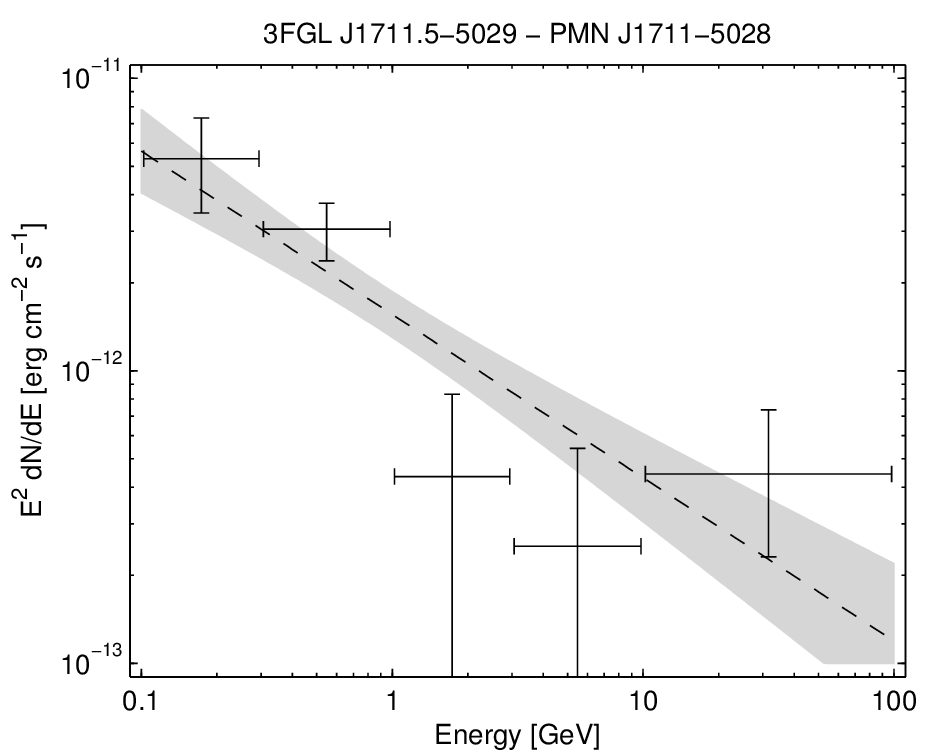 3FGL J1711.5−5029 − PMN J1711−5028
10⁻¹¹
10⁻¹²
10⁻¹³
E² dN/dE [erg cm⁻² s⁻¹]
0.1 1 10 100
Energy [GeV]